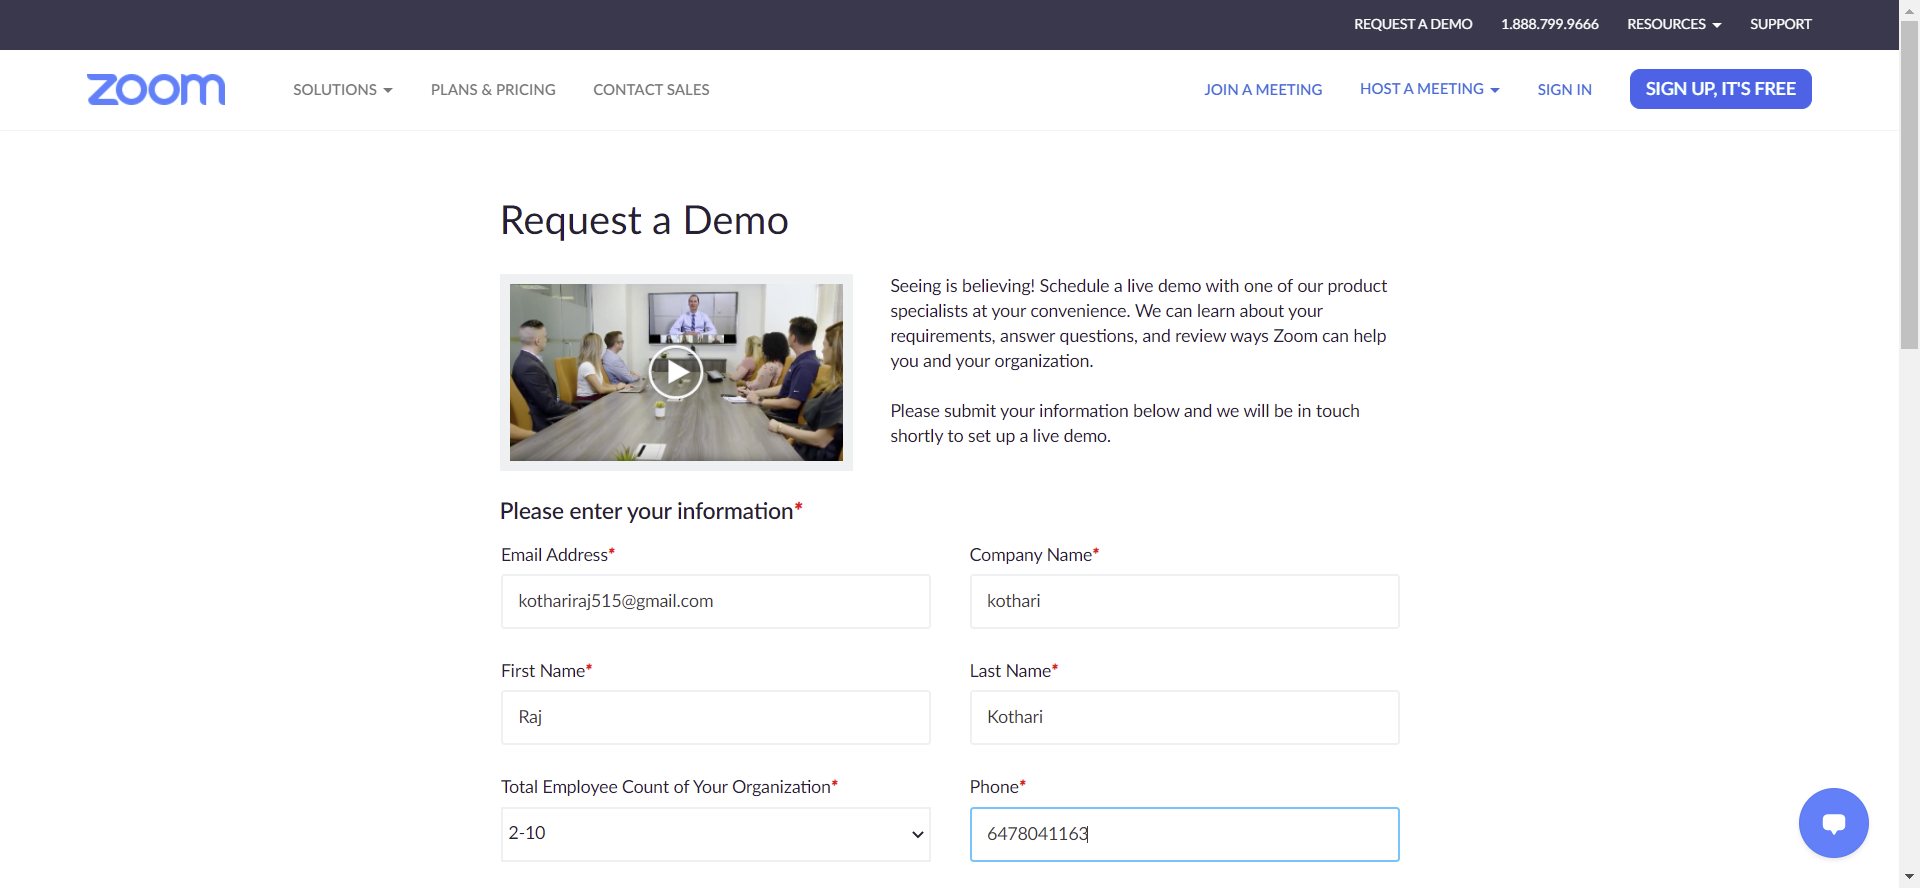 REQUEST A DEMO 1.888.799.9666 RESOURCES SUPPORT
zoom SOLUTIONS PLANS & PRICING CONTACT SALES JOIN A MEETING HOST A MEETING SIGN IN SIGN UP, IT'S FREE
Request a Demo
Seeing is believing! Schedule a live demo with one of our product
specialists at your convenience. We can learn about your
requirements, answer questions, and review ways Zoom can help
you and your organization.
Please submit your information below and we will be in touch
shortly to set up a live demo.
Please enter your information*
Email Address* Company Name*
kothariraj515@gmail.com kothari
First Name* Last Name*
Raj Kothari
Total Employee Count of Your Organization* Phone*
2-10 6478041163